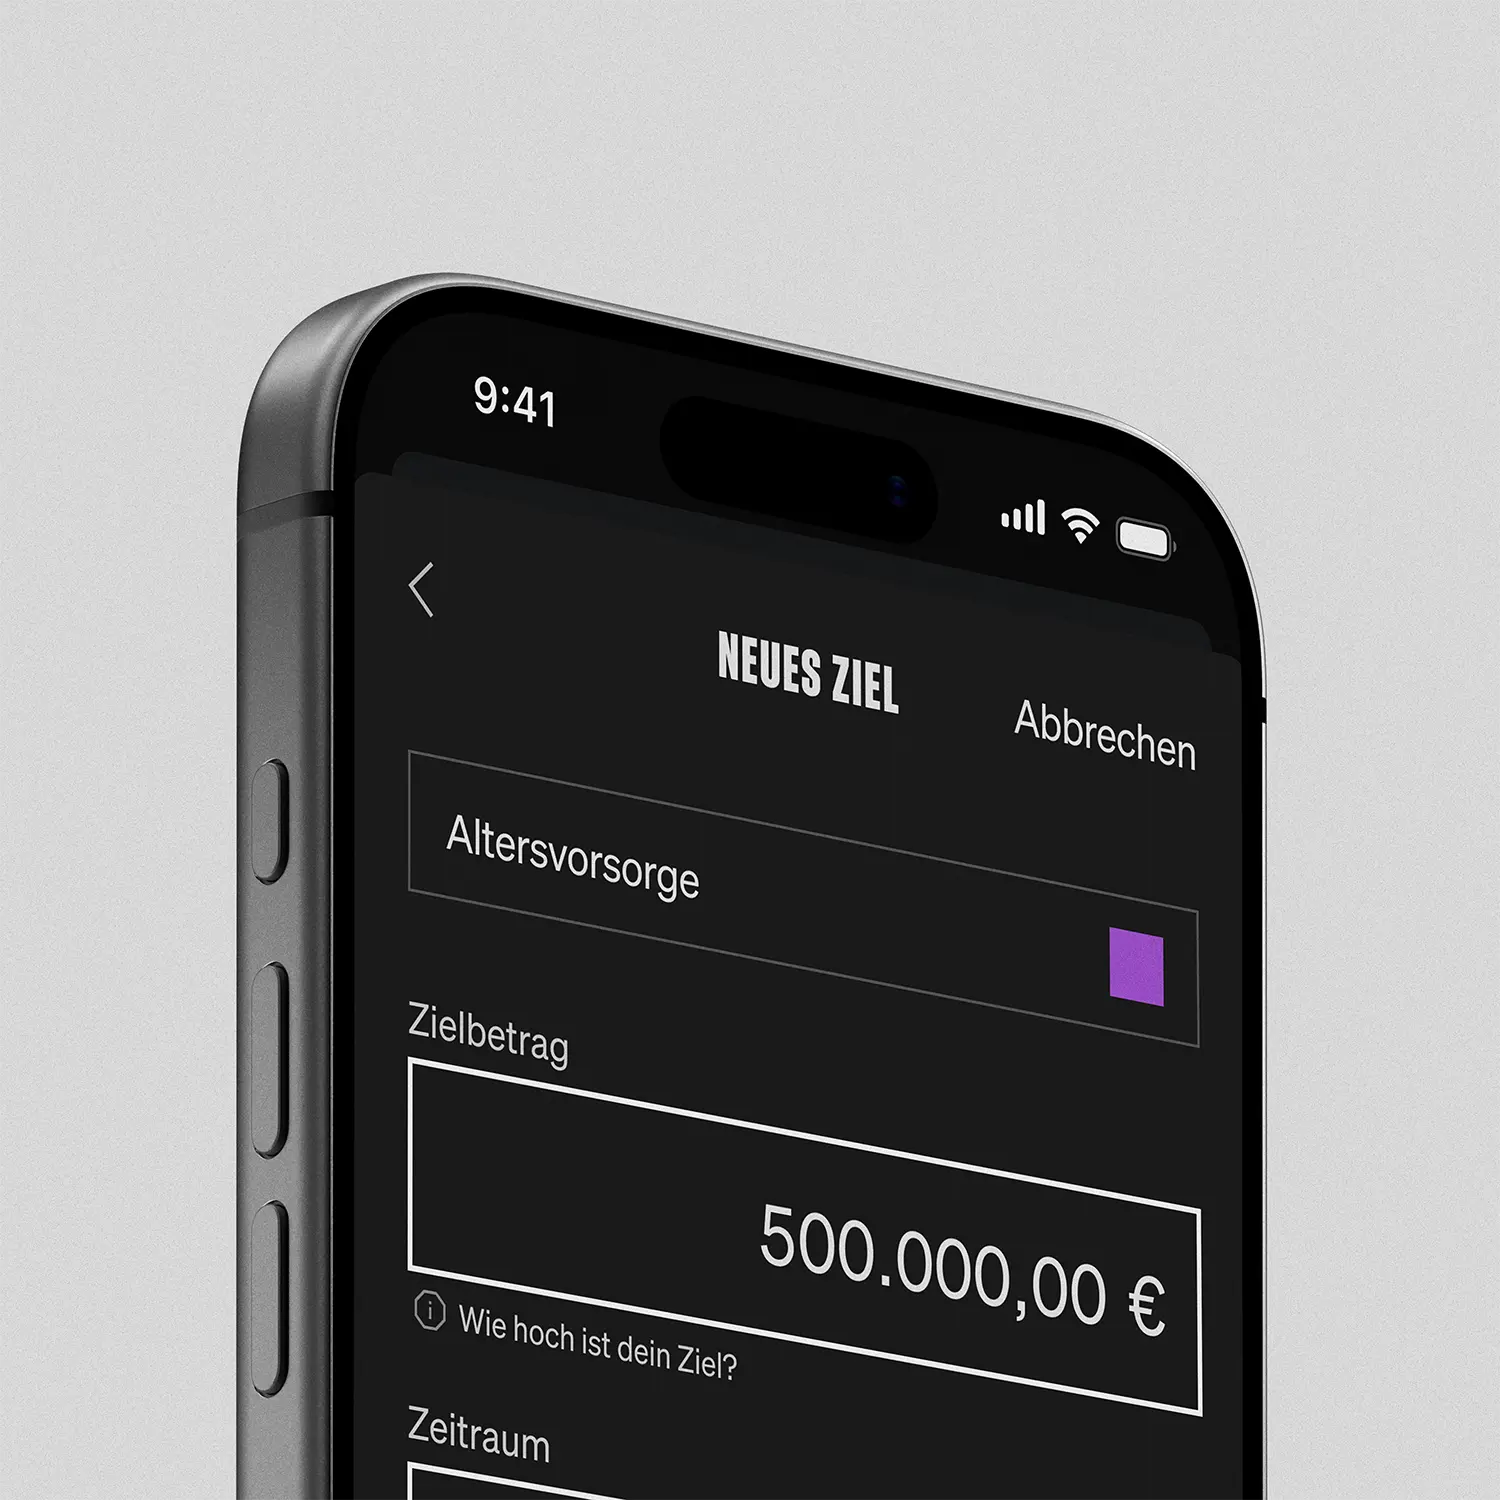 9:41
NEUES ZIEL
Abbrechen
Altersvorsorge
Zielbetrag
500.000,00 €
Wie hoch ist dein Ziel?
Zeitraum